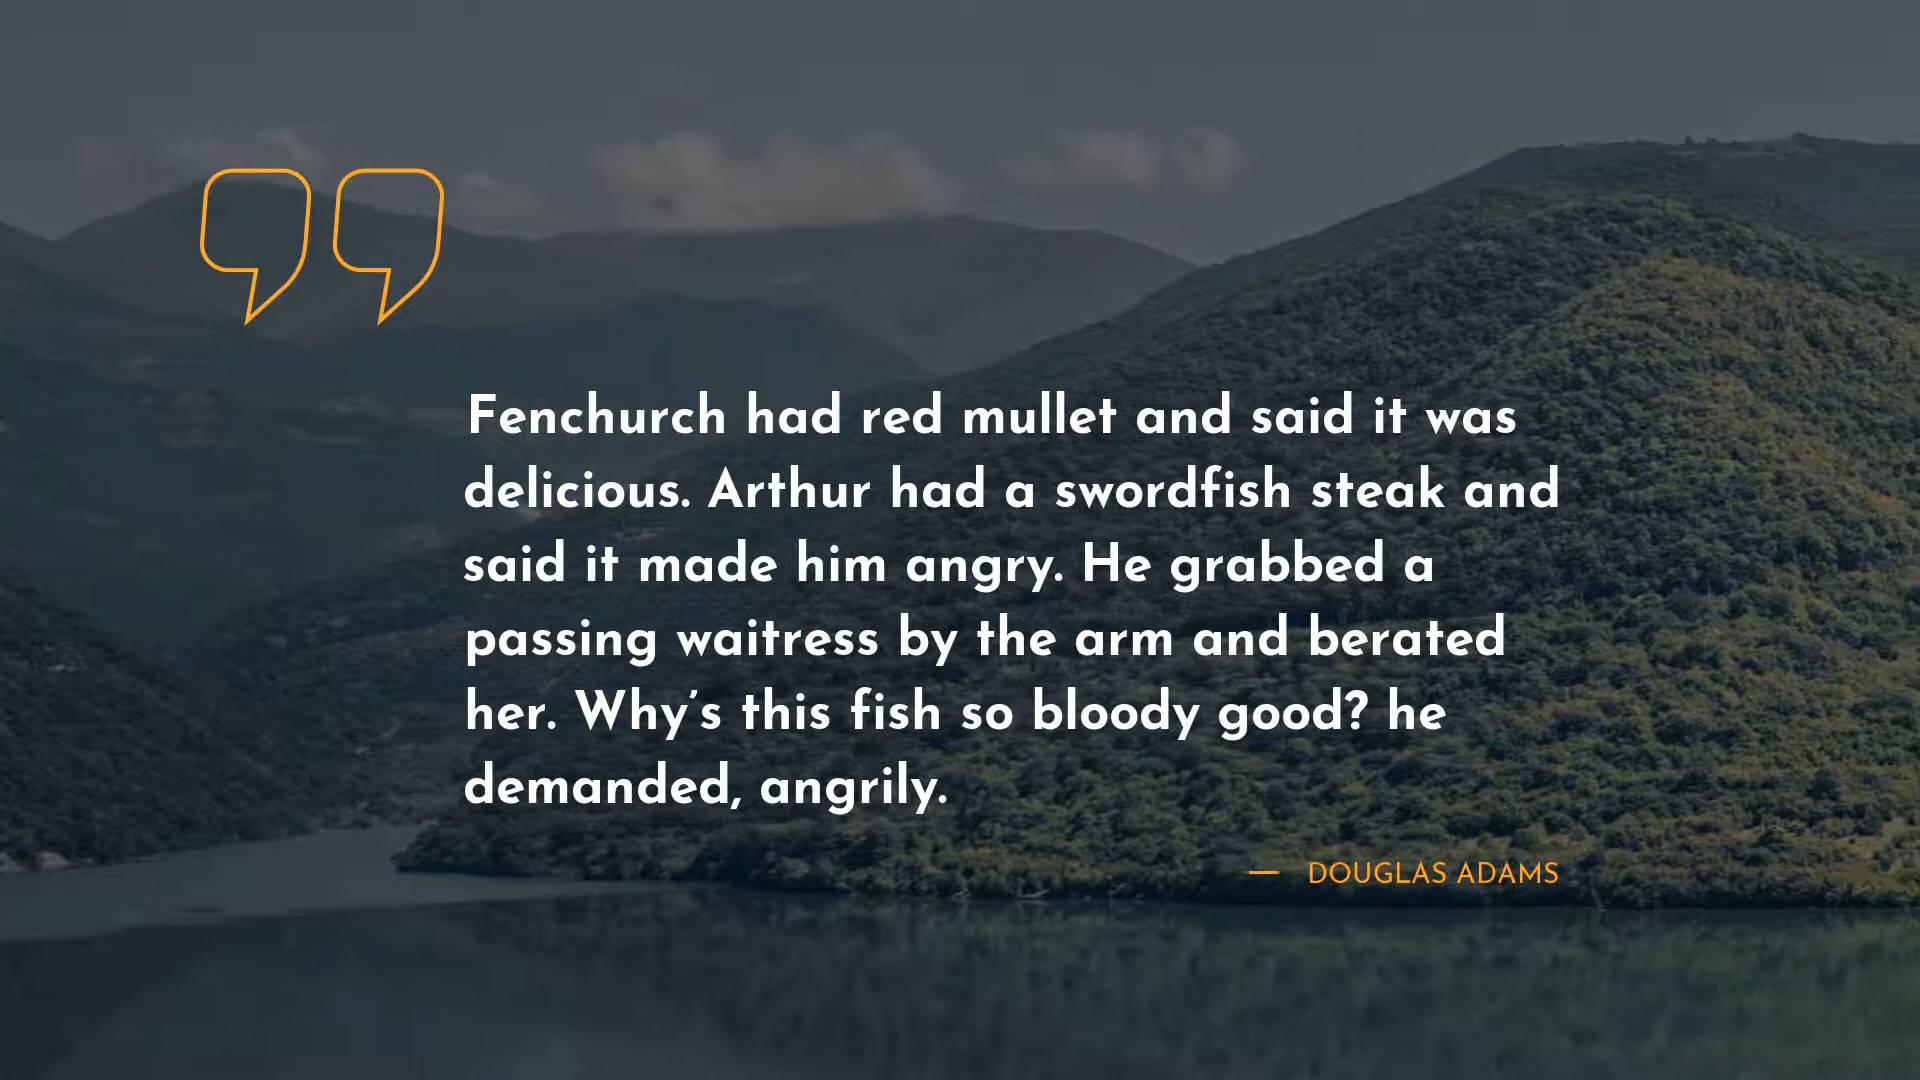 Fenchurch had red mullet and said it was
delicious. Arthur had a swordfish steak and
said it made him angry. He grabbed a
passing waitress by the arm and berated
her. Why’s this fish so bloody good? he
demanded, angrily.
— DOUGLAS ADAMS